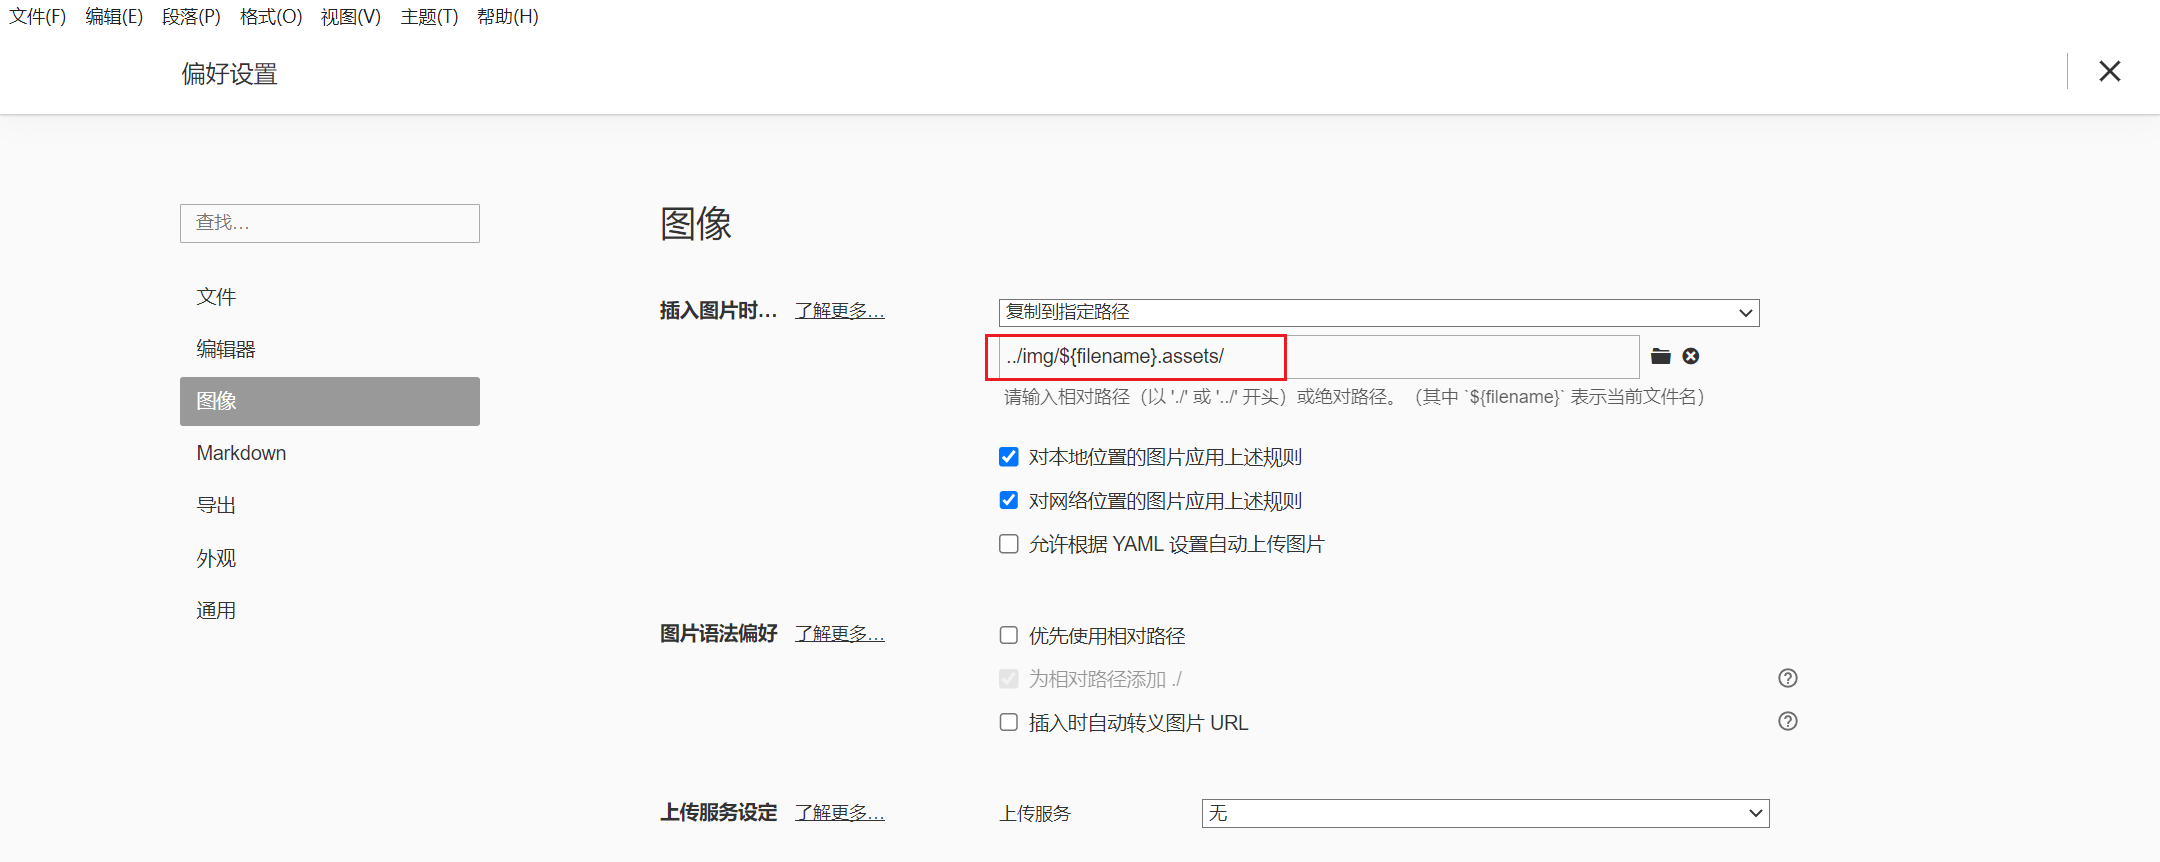 文件(F) 编辑(E) 段落(P) 格式(O) 视图(V) 主题(T) 帮助(H)
偏好设置
查找...
文件
编辑器
图像
Markdown
导出
外观
通用
图像
插入图片时... 了解更多... 复制到指定路径
../img/${filename}.assets/
请输入相对路径（以 './' 或 '../' 开头）或绝对路径。（其中 `${filename}` 表示当前文件名）
对本地位置的图片应用上述规则
对网络位置的图片应用上述规则
允许根据 YAML 设置自动上传图片
图片语法偏好 了解更多... 优先使用相对路径
为相对路径添加 ./
插入时自动转义图片 URL
上传服务设定 了解更多... 上传服务 无